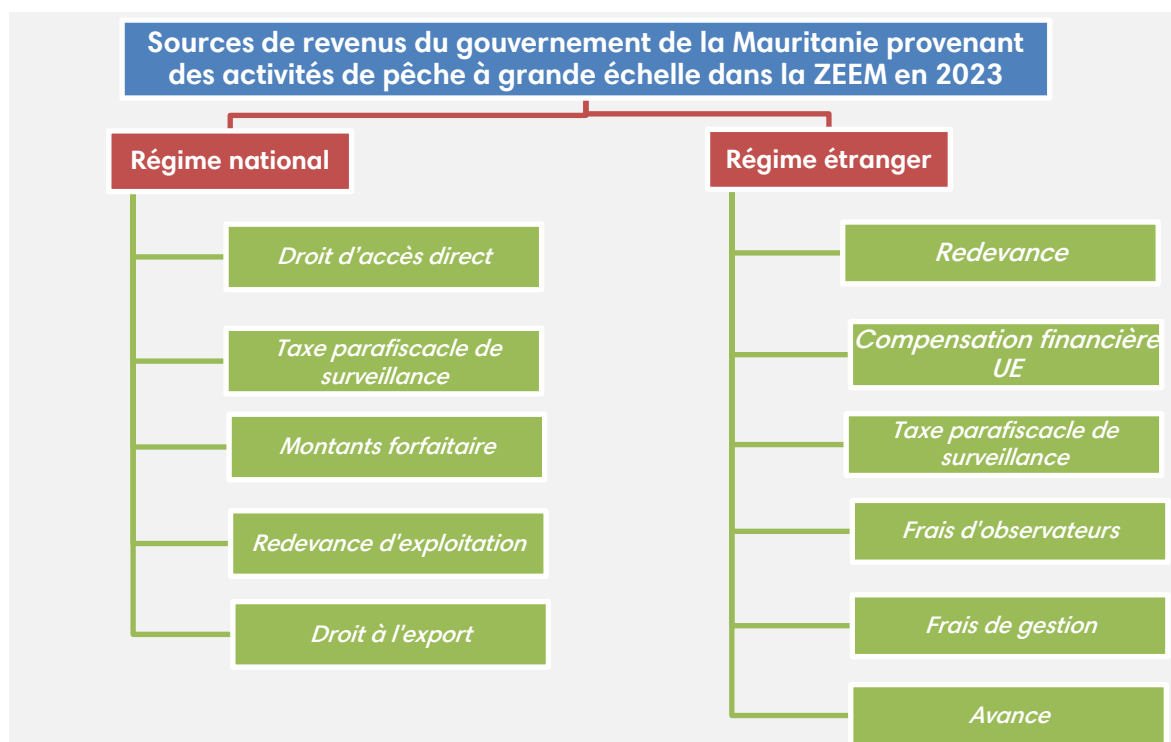 Sources de revenus du gouvernement de la Mauritanie provenant
des activités de pêche à grande échelle dans la ZEEM en 2023
Régime national
Droit d'accès direct
Taxe parafiscacle de
surveillance
Montants forfaitaire
Redevance d'exploitation
Droit à l'export
Régime étranger
Redevance
Compensation financière
UE
Taxe parafiscacle de
surveillance
Frais d'observateurs
Frais de gestion
Avance